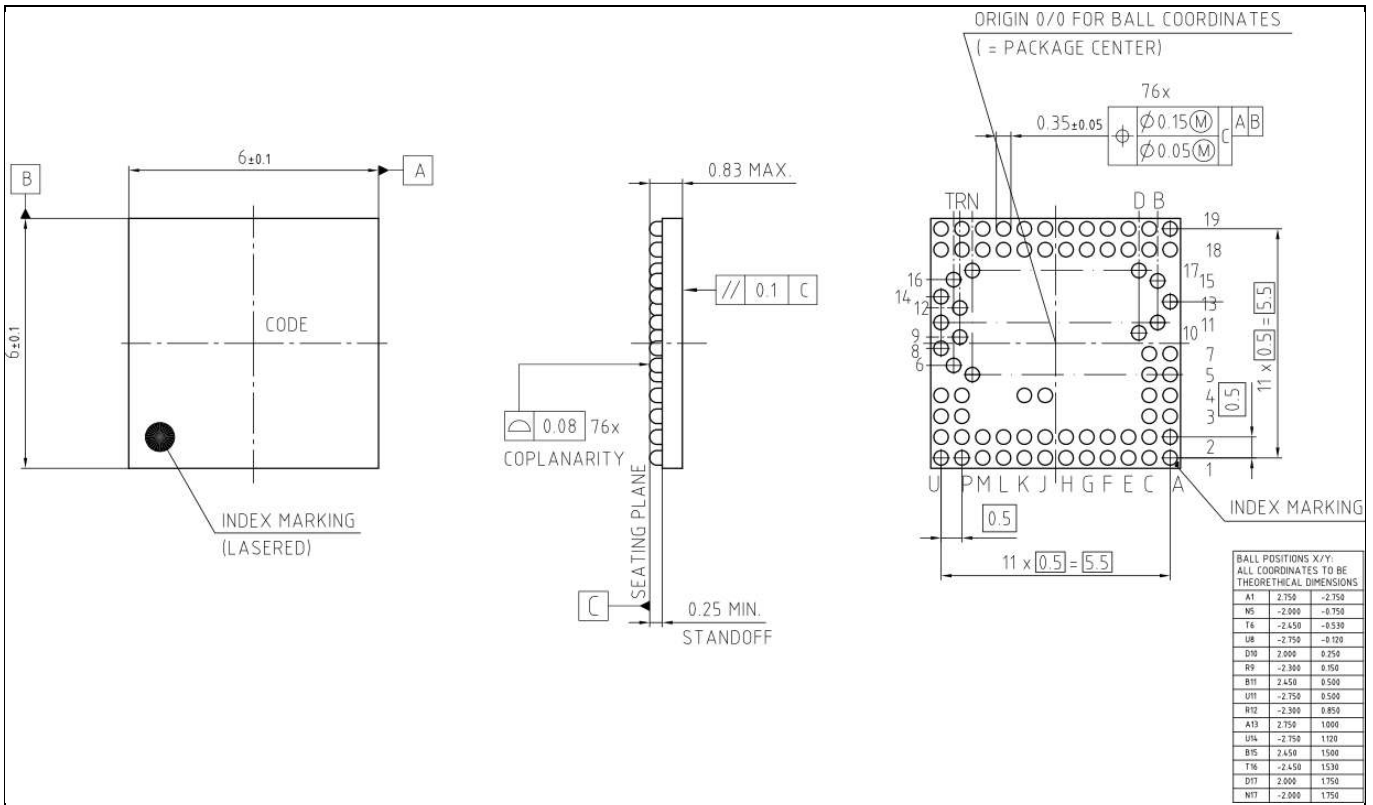 ORIGIN 0/0 FOR BALL COORDINATES
( = PACKAGE CENTER)
76x
0.35±0.05
Ø0.15Ⓜ
Ø0.05Ⓜ
C
A B
6±0.1
A
B
6±0.1
CODE
INDEX MARKING
(LASERED)
0.83 MAX.
// 0.1 C
0.08 76x
COPLANARITY
SEATING PLANE
C
0.25 MIN.
STANDOFF
T R N
D B
19
18
17
16
15
14
13
12
11
10
9
8
7
6
5
4
3
2
1
U P M L K J H G F E C A
0.5
11 x 0.5 = 5.5
0.5
11 x 0.5 = 5.5
INDEX MARKING
BALL POSITIONS X/Y:
ALL COORDINATES TO BE
THEORETHICAL DIMENSIONS
A1 2.750 -2.750
N5 -2.000 -0.750
T6 -2.450 -0.530
U8 -2.750 -0.120
D10 2.000 0.250
R9 -2.300 0.150
B11 2.450 0.500
U11 -2.750 0.500
R12 -2.300 0.850
A13 2.750 1.000
U14 -2.750 1.120
B15 2.450 1.500
T16 -2.450 1.530
D17 2.000 1.750
N17 -2.000 1.750